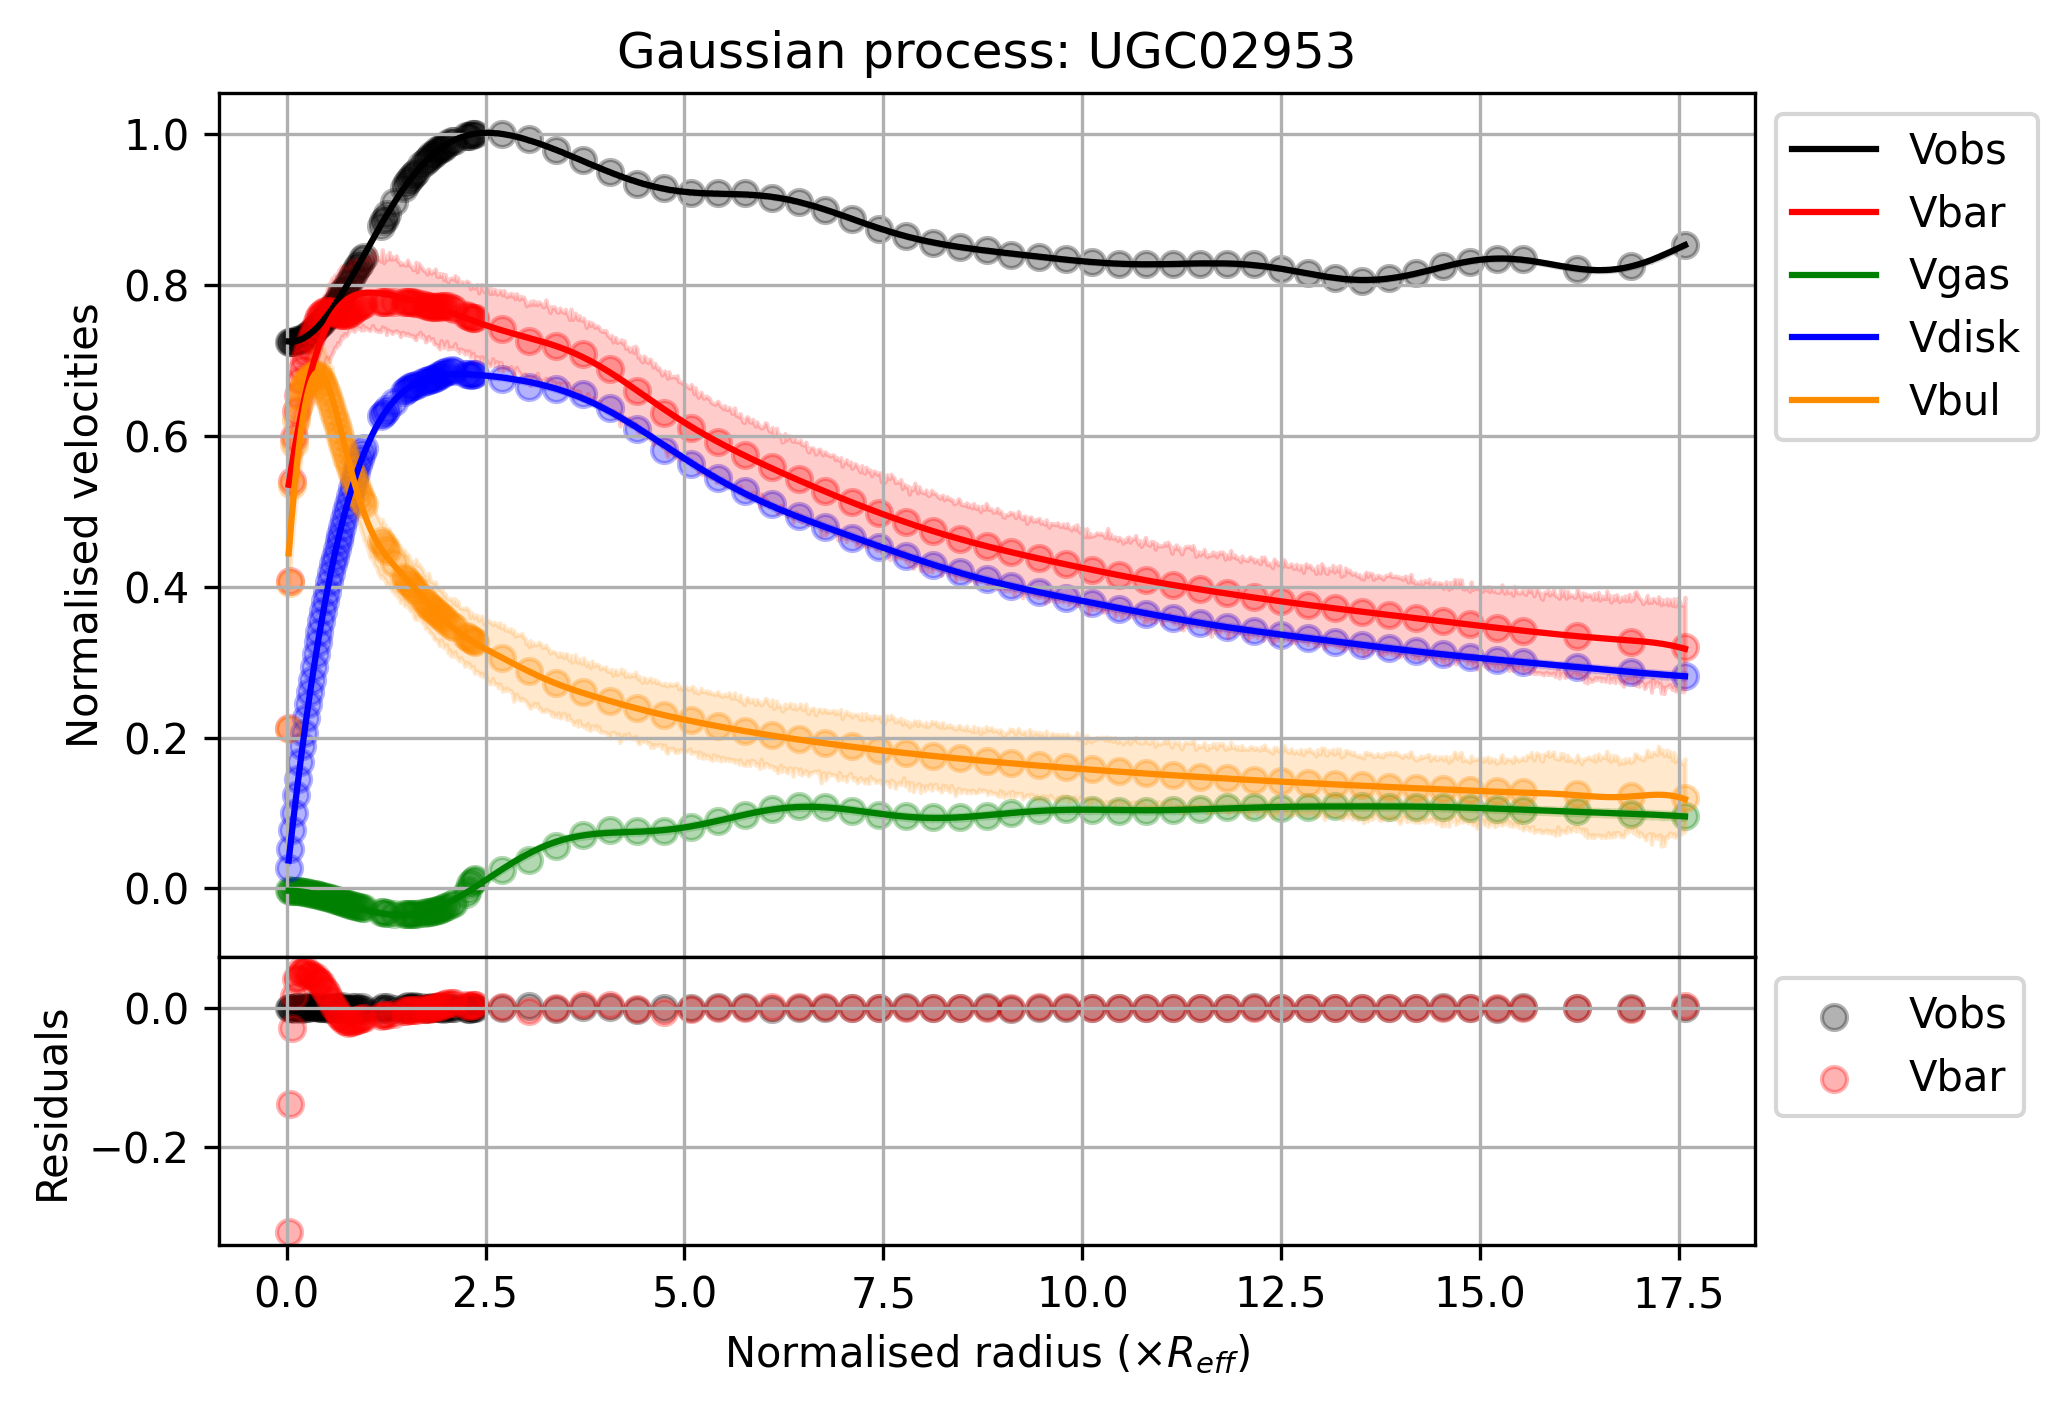 Gaussian process: UGC02953
Normalised velocities
1.0
0.8
0.6
0.4
0.2
0.0
Vobs
Vbar
Vgas
Vdisk
Vbul
Residuals
0.0
−0.2
Vobs
Vbar
0.0 2.5 5.0 7.5 10.0 12.5 15.0 17.5
Normalised radius (×R_{eff})